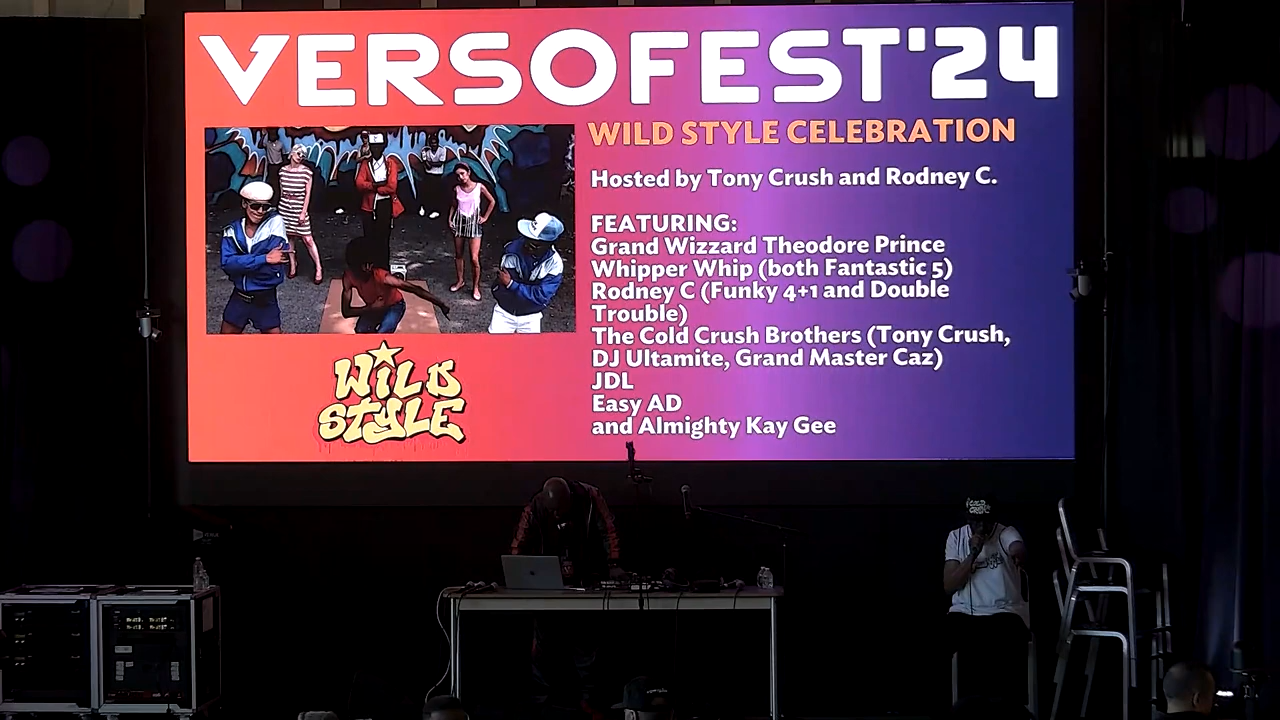 VERSOFEST'24
WILD STYLE CELEBRATION
Hosted by Tony Crush and Rodney C.
FEATURING:
Grand Wizzard Theodore Prince
Whipper Whip (both Fantastic 5)
Rodney C (Funky 4+1 and Double
Trouble)
The Cold Crush Brothers (Tony Crush,
DJ Ultamite, Grand Master Caz)
JDL
Easy AD
and Almighty Kay Gee
WILD
STYLE